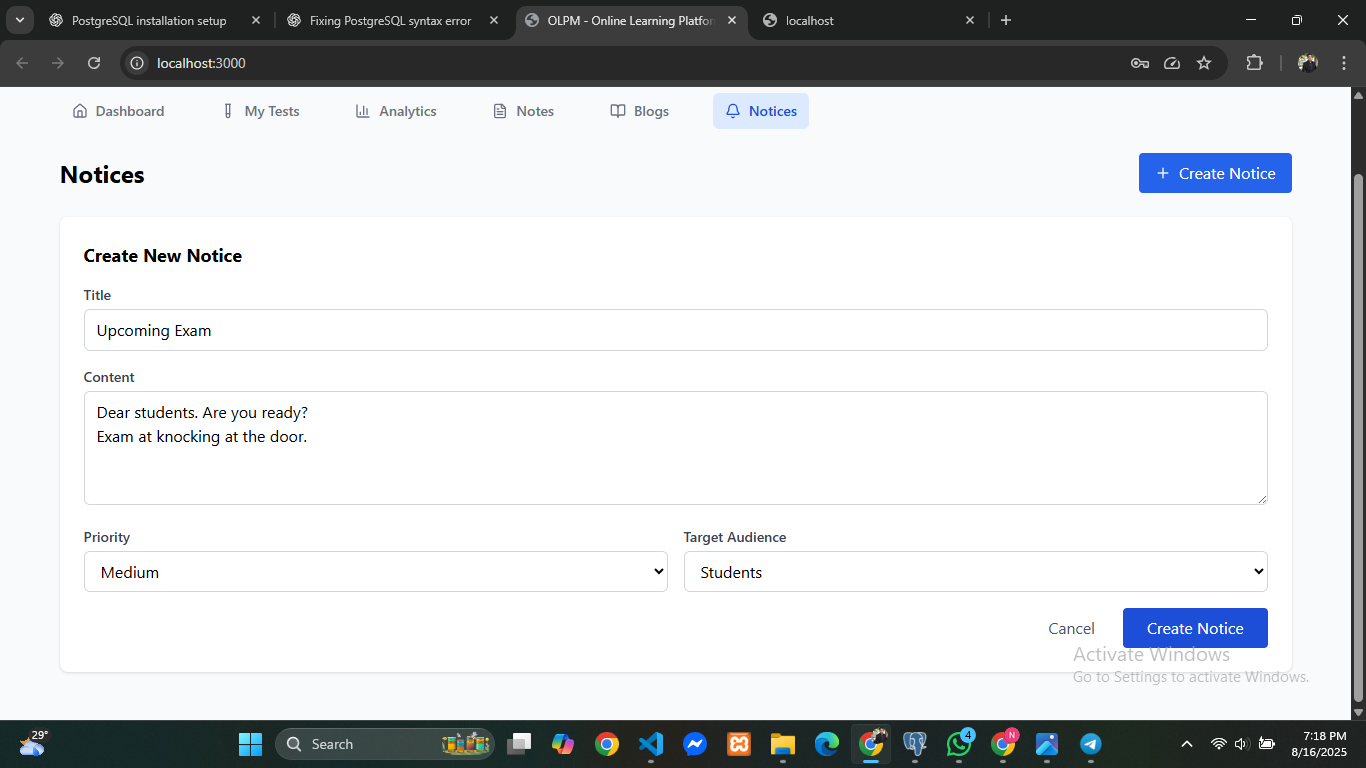 PostgreSQL installation setup
Fixing PostgreSQL syntax error
OLPM - Online Learning Platfor
localhost
localhost:3000
Dashboard
My Tests
Analytics
Notes
Blogs
Notices
Notices
Create Notice
Create New Notice
Title
Upcoming Exam
Content
Dear students. Are you ready?
Exam at knocking at the door.
Priority
Target Audience
Medium
Students
Cancel
Create Notice
Activate Windows
Go to Settings to activate Windows.
29°
Search
4
N
7:18 PM
8/16/2025